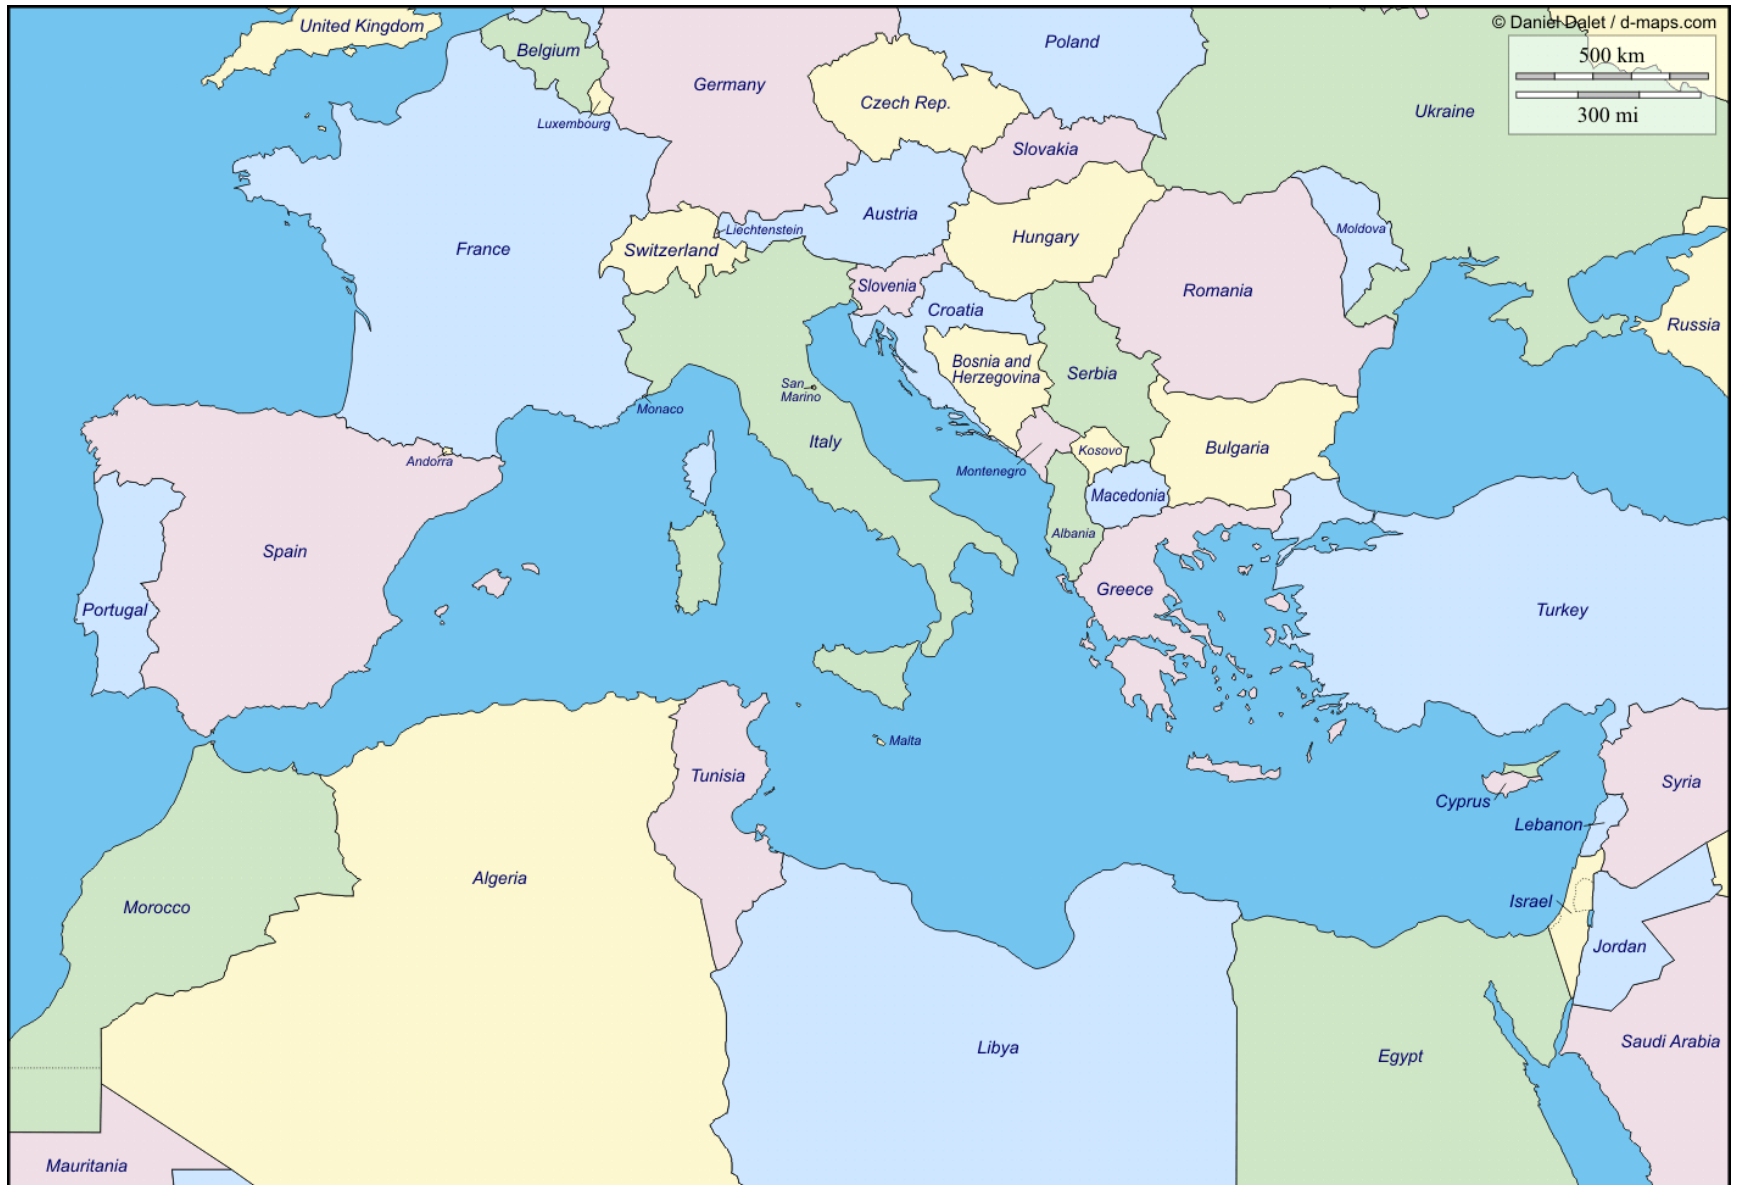 © Daniel Dalet / d-maps.com
500 km
300 mi
United Kingdom
Belgium
Luxembourg
Germany
Poland
Czech Rep.
Ukraine
Slovakia
France
Switzerland
Liechtenstein
Austria
Hungary
Moldova
Romania
Slovenia
Croatia
Russia
Bosnia and
Herzegovina
Serbia
San
Marino
Monaco
Italy
Andorra
Montenegro
Kosovo
Bulgaria
Macedonia
Albania
Spain
Portugal
Greece
Turkey
Malta
Tunisia
Cyprus
Syria
Lebanon
Algeria
Morocco
Israel
Jordan
Libya
Egypt
Saudi Arabia
Mauritania